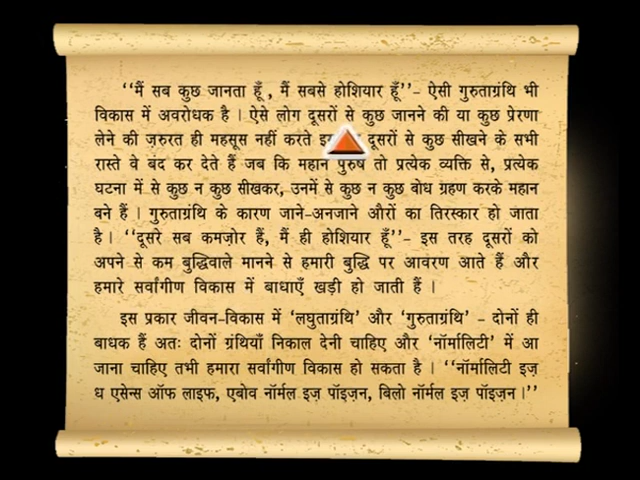 “मैं सब कुछ जानता हूँ , मैं सबसे होशियार हूँ”- ऐसी गुरुताग्रंथि भी
विकास में अवरोधक है । ऐसे लोग दूसरों से कुछ जानने की या कुछ प्रेरणा
लेने की ज़रुरत ही महसूस नहीं करते दूसरों से कुछ सीखने के सभी
रास्ते वे बंद कर देते हैं जब कि महान पुरुष तो प्रत्येक व्यक्ति से, प्रत्येक
घटना में से कुछ न कुछ सीखकर, उनमें से कुछ न कुछ बोध ग्रहण करके महान
बने हैं । गुरुताग्रंथि के कारण जाने-अनजाने औरों का तिरस्कार हो जाता
है । “दूसरे सब कमज़ोर हैं, मैं ही होशियार हूँ”- इस तरह दूसरों को
अपने से कम बुद्धिवाले मानने से हमारी बुद्धि पर आवरण आते हैं और
हमारे सर्वांगीण विकास में बाधाएँ खड़ी हो जाती हैं ।
इस प्रकार जीवन-विकास में ‘लघुताग्रंथि’ और ‘गुरुताग्रंथि’ - दोनों ही
बाधक हैं अतः दोनों ग्रंथियाँ निकाल देनी चाहिए और ‘नॉर्मालिटी’ में आ
जाना चाहिए तभी हमारा सर्वांगीण विकास हो सकता है । “नॉर्मालिटी इज़
ध एसेन्स ऑफ लाइफ, एबोव नॉर्मल इज़ पॉइज़न, बिलो नॉर्मल इज़ पॉइज़न ।”